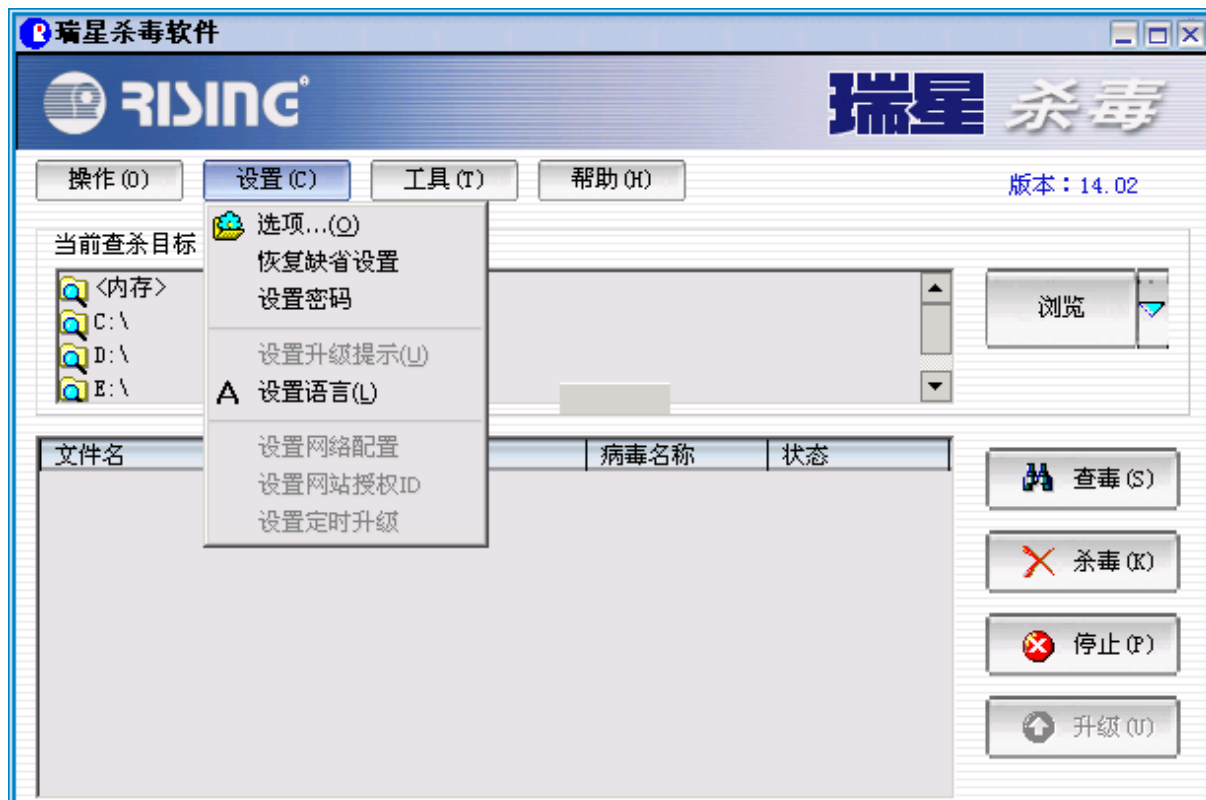 瑞星杀毒软件
RISING®
瑞星 杀毒
操作(O) 设置(C) 工具(T) 帮助(H)
版本：14.02
当前查杀目标
<内存>
C:\
D:\
E:\
浏览
选项...(O)
恢复缺省设置
设置密码
设置升级提示(U)
A 设置语言(L)
设置网络配置
设置网站授权ID
设置定时升级
文件名 病毒名称 状态
查毒(S)
杀毒(K)
停止(P)
升级(U)